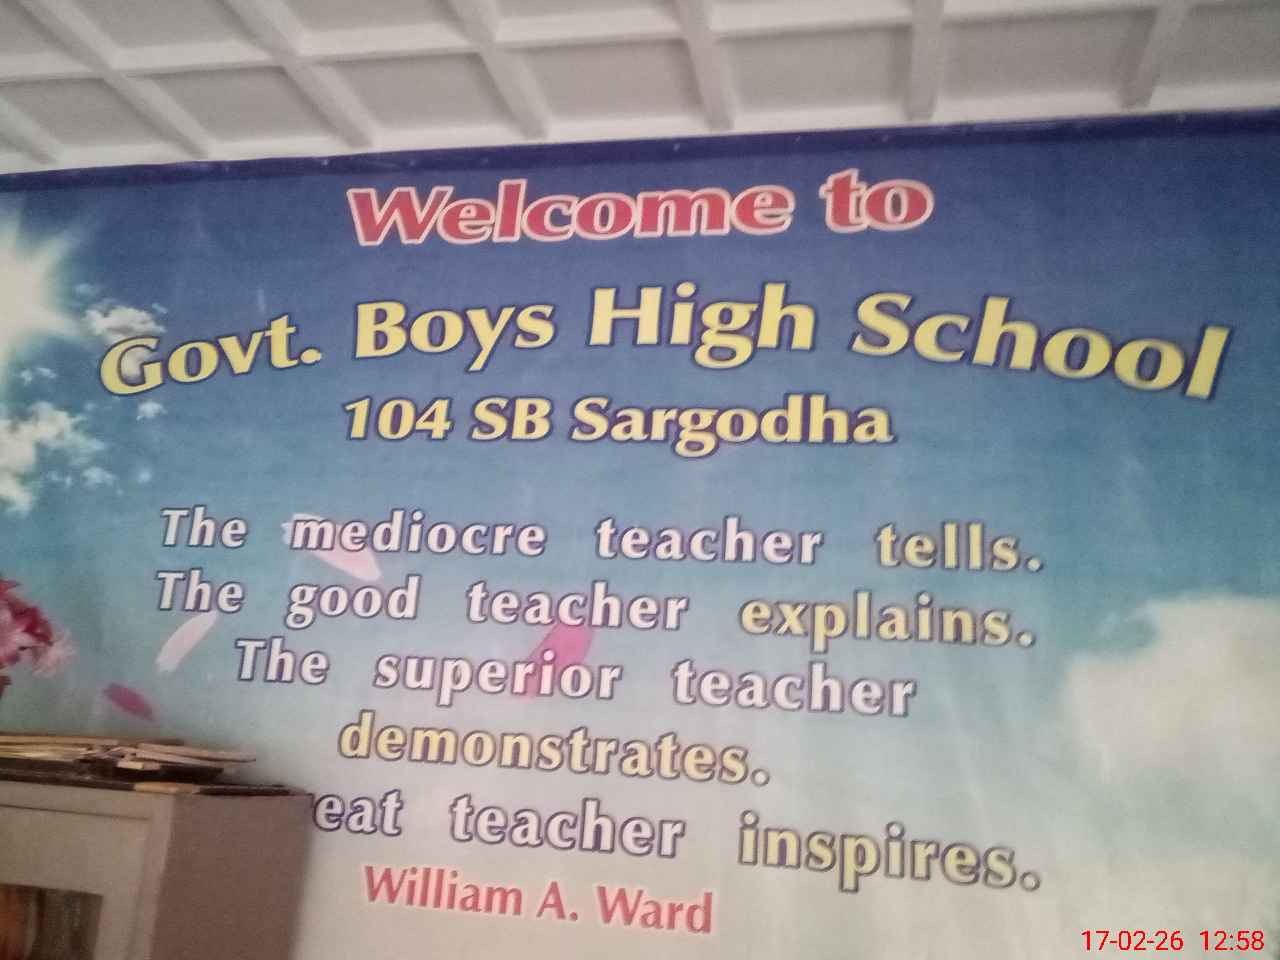 Welcome to
Govt. Boys High School
104 SB Sargodha
The mediocre teacher tells.
The good teacher explains.
The superior teacher
demonstrates.
eat teacher inspires.
William A. Ward
17-02-26 12:58